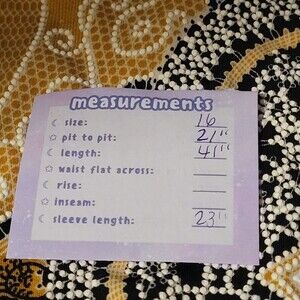 measurements
☾ size: 16
☆ pit to pit: 21"
☾ length: 41"
☆ waist flat across:
☾ rise:
☆ inseam:
☾ sleeve length: 23"